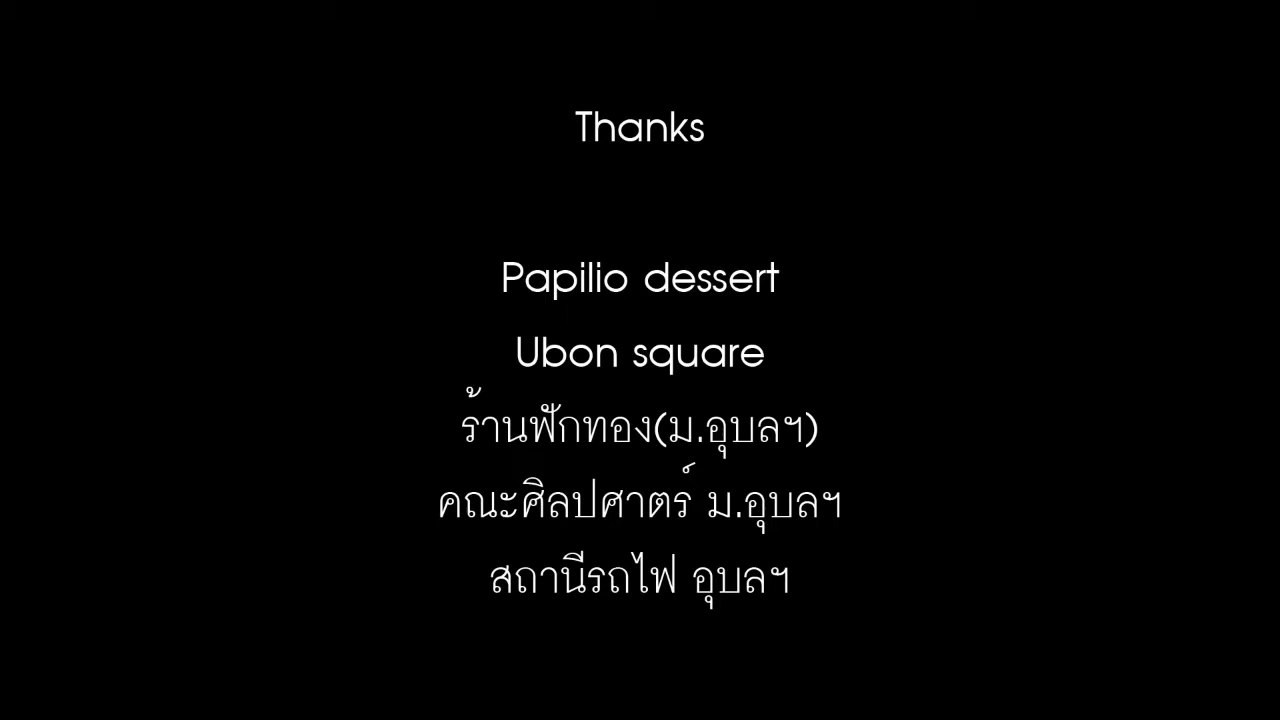 Thanks
Papilio dessert
Ubon square
ร้านฟักทอง(ม.อุบลฯ)
คณะศิลปศาตร์ ม.อุบลฯ
สถานีรถไฟ อุบลฯ